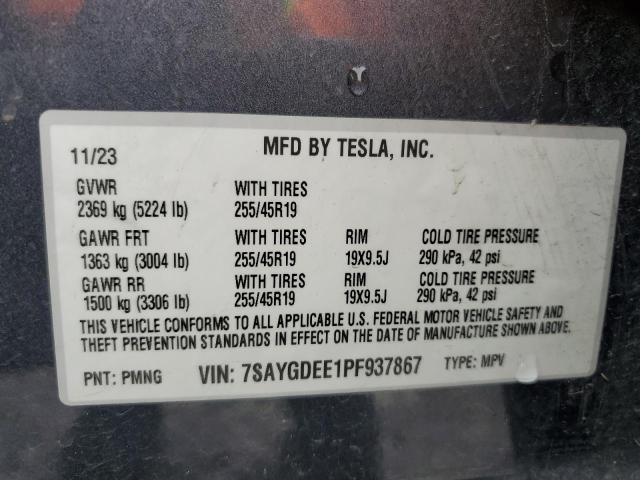 11/23 MFD BY TESLA, INC.
GVWR WITH TIRES
2369 kg (5224 lb) 255/45R19
GAWR FRT WITH TIRES RIM COLD TIRE PRESSURE
1363 kg (3004 lb) 255/45R19 19X9.5J 290 kPa, 42 psi
GAWR RR WITH TIRES RIM COLD TIRE PRESSURE
1500 kg (3306 lb) 255/45R19 19X9.5J 290 kPa, 42 psi
THIS VEHICLE CONFORMS TO ALL APPLICABLE U.S. FEDERAL MOTOR VEHICLE SAFETY AND
THEFT PREVENTION STANDARDS IN EFFECT ON THE DATE OF MANUFACTURE SHOWN ABOVE.
PNT: PMNG VIN: 7SAYGDEE1PF937867 TYPE: MPV